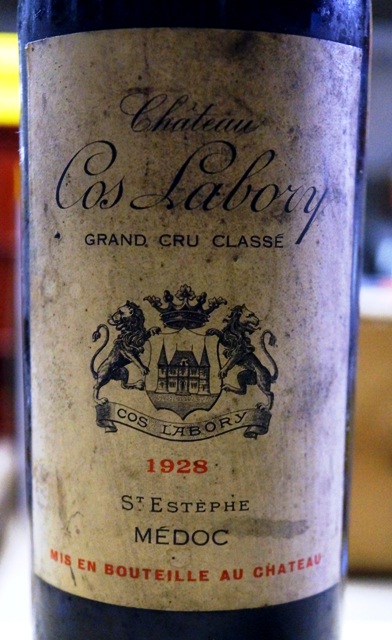 Château
Cos Labory
GRAND CRU CLASSÉ
COS LABORY
1928
ST ESTÈPHE
MÉDOC
MIS EN BOUTEILLE AU CHATEAU